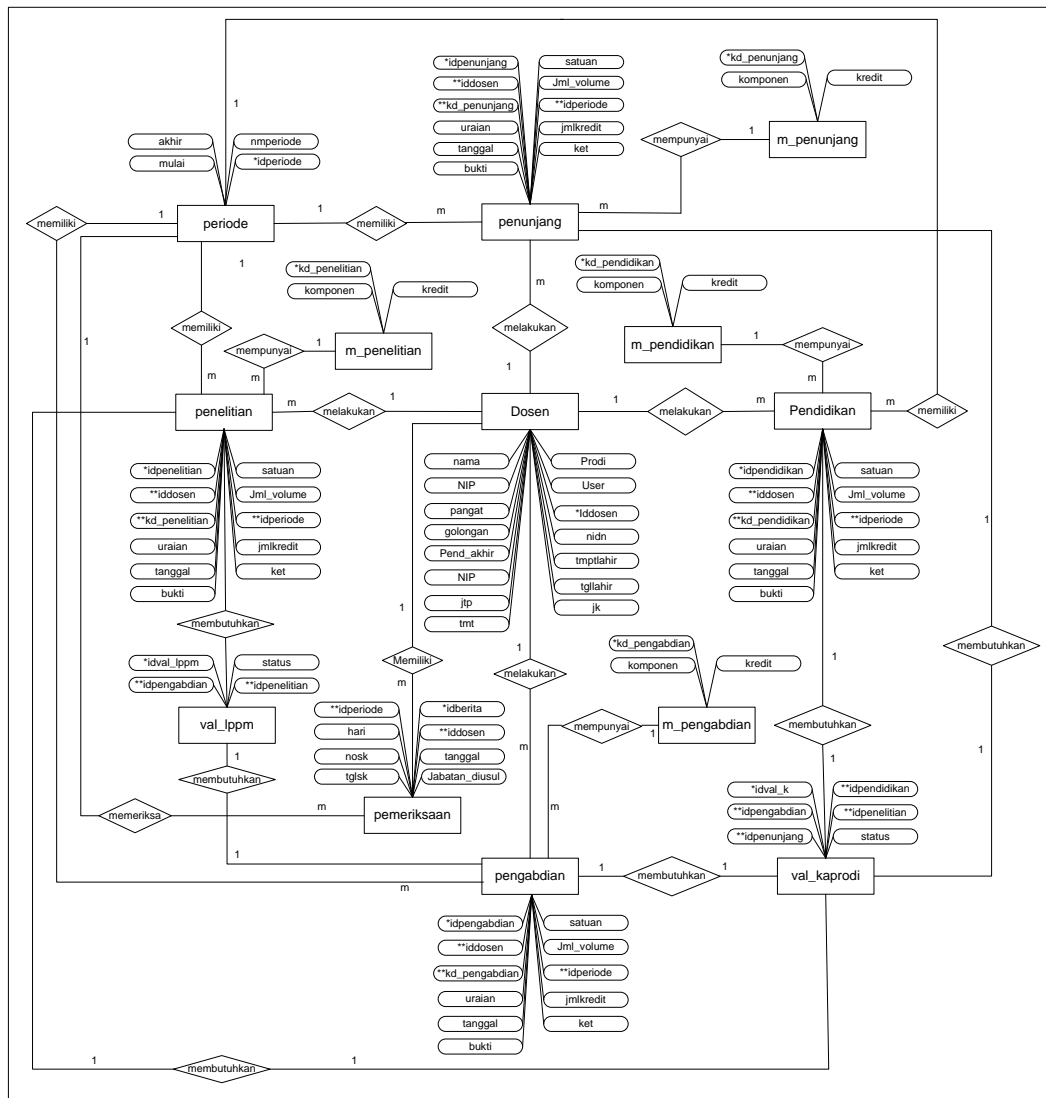 *idpenunjang
**iddosen
**kd_penunjang
uraian
tanggal
bukti
satuan
Jml_volume
**idperiode
jmlkredit
ket
*kd_penunjang
komponen
kredit
1
akhir
mulai
nmperiode
*idperiode
mempunyai
1
m_penunjang
m
memiliki
1
periode
1
memiliki
m
penunjang
1
m
*kd_penelitian
komponen
kredit
*kd_pendidikan
komponen
kredit
memiliki
mempunyai
1
m_penelitian
melakukan
m_pendidikan
1
mempunyai
1
m
m
1
m
penelitian
m
melakukan
1
Dosen
1
melakukan
m
Pendidikan
m
memiliki
*idpenelitian
**iddosen
**kd_penelitian
uraian
tanggal
bukti
satuan
Jml_volume
**idperiode
jmlkredit
ket
nama
NIP
pangat
golongan
Pend_akhir
NIP
jtp
tmt
Prodi
User
*Iddosen
nidn
tmptlahir
tgllahir
jk
*idpendidikan
**iddosen
**kd_pendidikan
uraian
tanggal
bukti
satuan
Jml_volume
**idperiode
jmlkredit
ket
1
membutuhkan
1
membutuhkan
*idval_lppm
**idpengabdian
status
**idpenelitian
Memiliki
m
1
melakukan
*kd_pengabdian
komponen
kredit
1
val_lppm
**idperiode
hari
nosk
tglsk
*idberita
**iddosen
tanggal
Jabatan_diusul
mempunyai
1
m_pengabdian
membutuhkan
1
1
membutuhkan
m
1
*idval_k
**idpengabdian
**idpenunjang
**idpendidikan
**idpenelitian
status
memeriksa
m
pemeriksaan
m
1
m
pengabdian
1
membutuhkan
1
val_kaprodi
1
*idpengabdian
**iddosen
**kd_pengabdian
uraian
tanggal
bukti
satuan
Jml_volume
**idperiode
jmlkredit
ket
1
membutuhkan
1